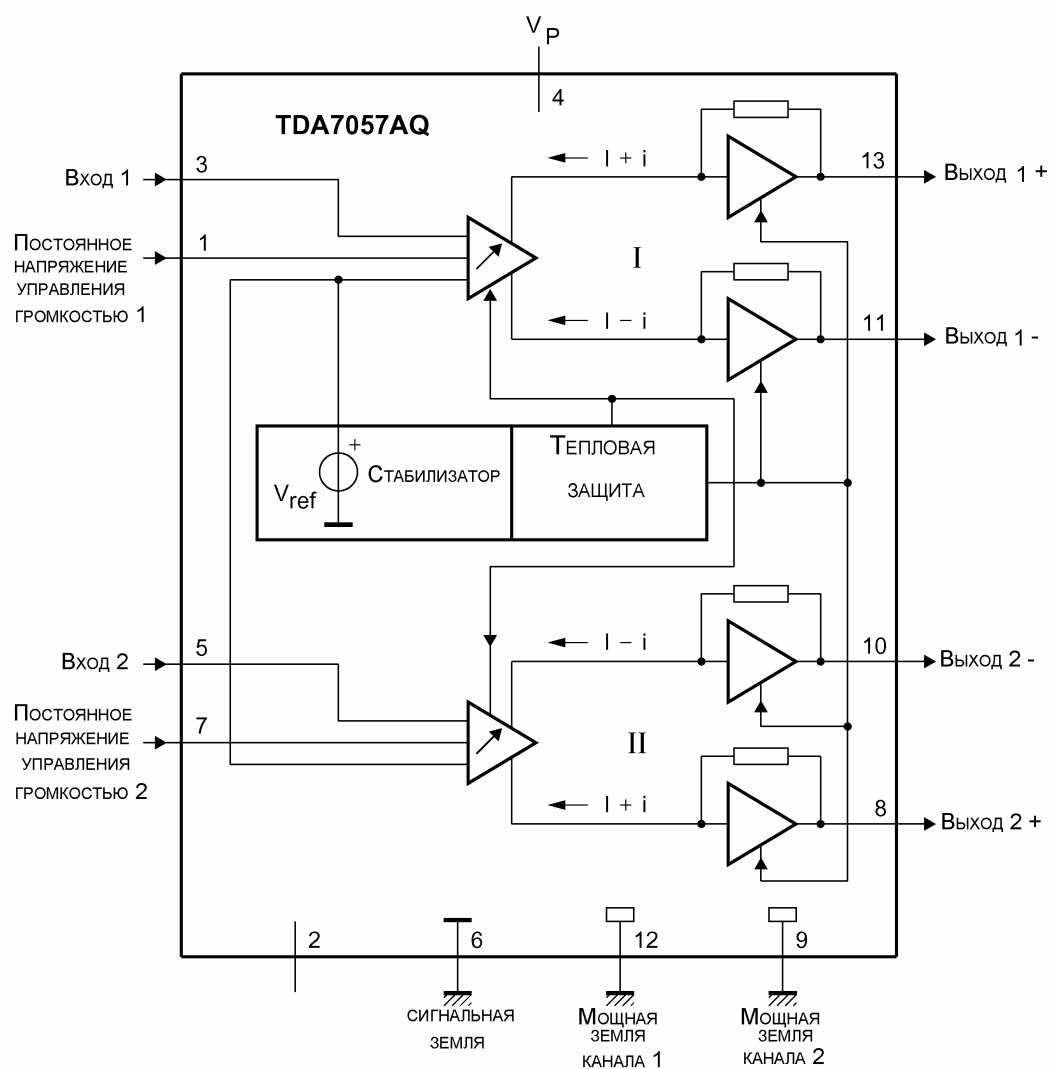 VP
4
TDA7057AQ
I + i
13
Выход 1 +
Вход 1
3
Постоянное
напряжение
управления
громкостью 1
1
I
I – i
11
Выход 1 -
+
Vref
Стабилизатор
Тепловая
защита
I – i
10
Выход 2 -
Вход 2
5
Постоянное
напряжение
управления
громкостью 2
7
II
I + i
8
Выход 2 +
2
6
12
9
сигнальная
земля
Мощная
земля
канала 1
Мощная
земля
канала 2